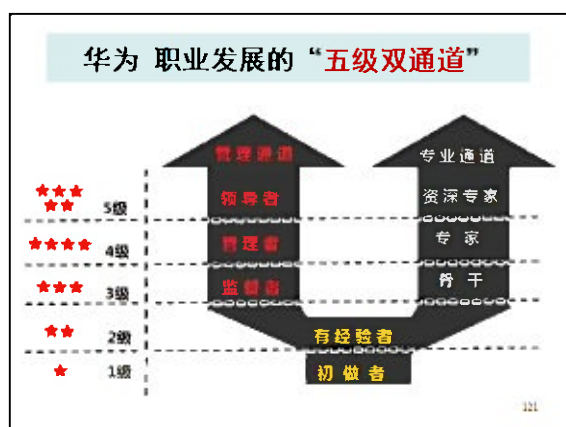 华为 职业发展的 “五级双通道”
管理通道 专业通道
5级 领导者 资深专家
4级 管理者 专家
3级 监督者 骨干
2级 有经验者
1级 初做者
121